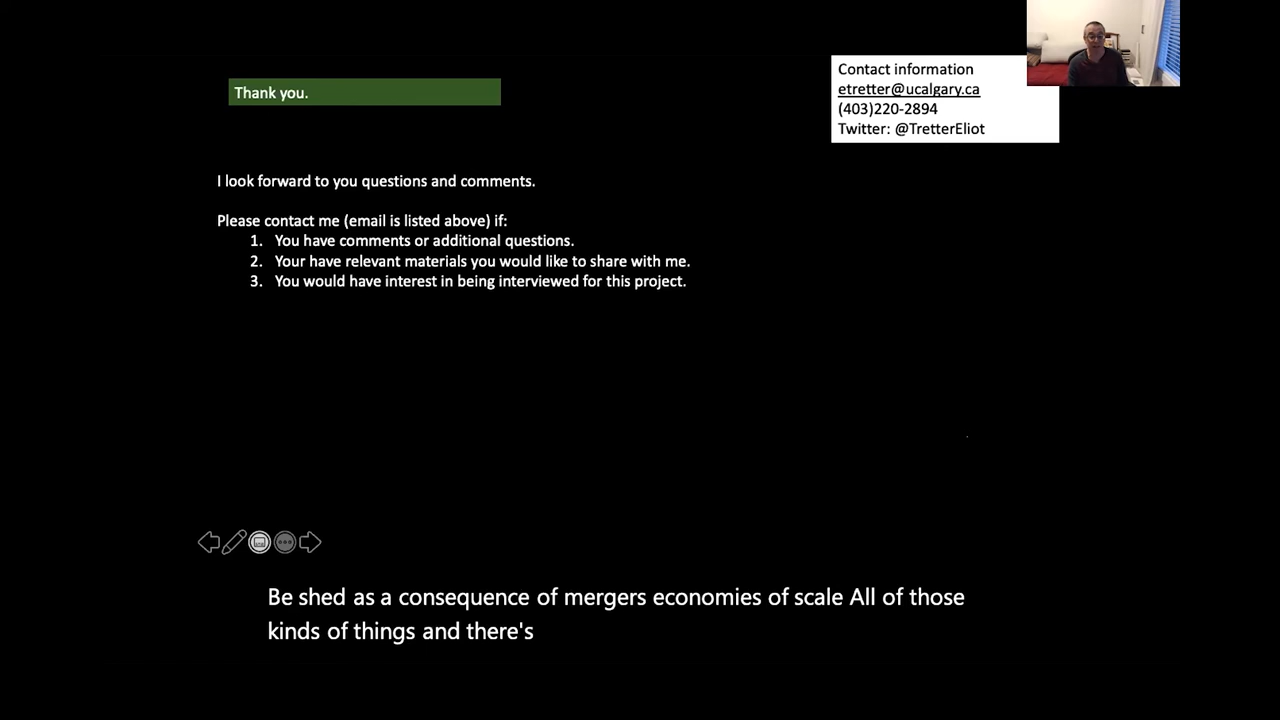 Thank you.
Contact information
etretter@ucalgary.ca
(403)220-2894
Twitter: @TretterEliot
I look forward to you questions and comments.
Please contact me (email is listed above) if:
1. You have comments or additional questions.
2. Your have relevant materials you would like to share with me.
3. You would have interest in being interviewed for this project.
Be shed as a consequence of mergers economies of scale All of those
kinds of things and there's